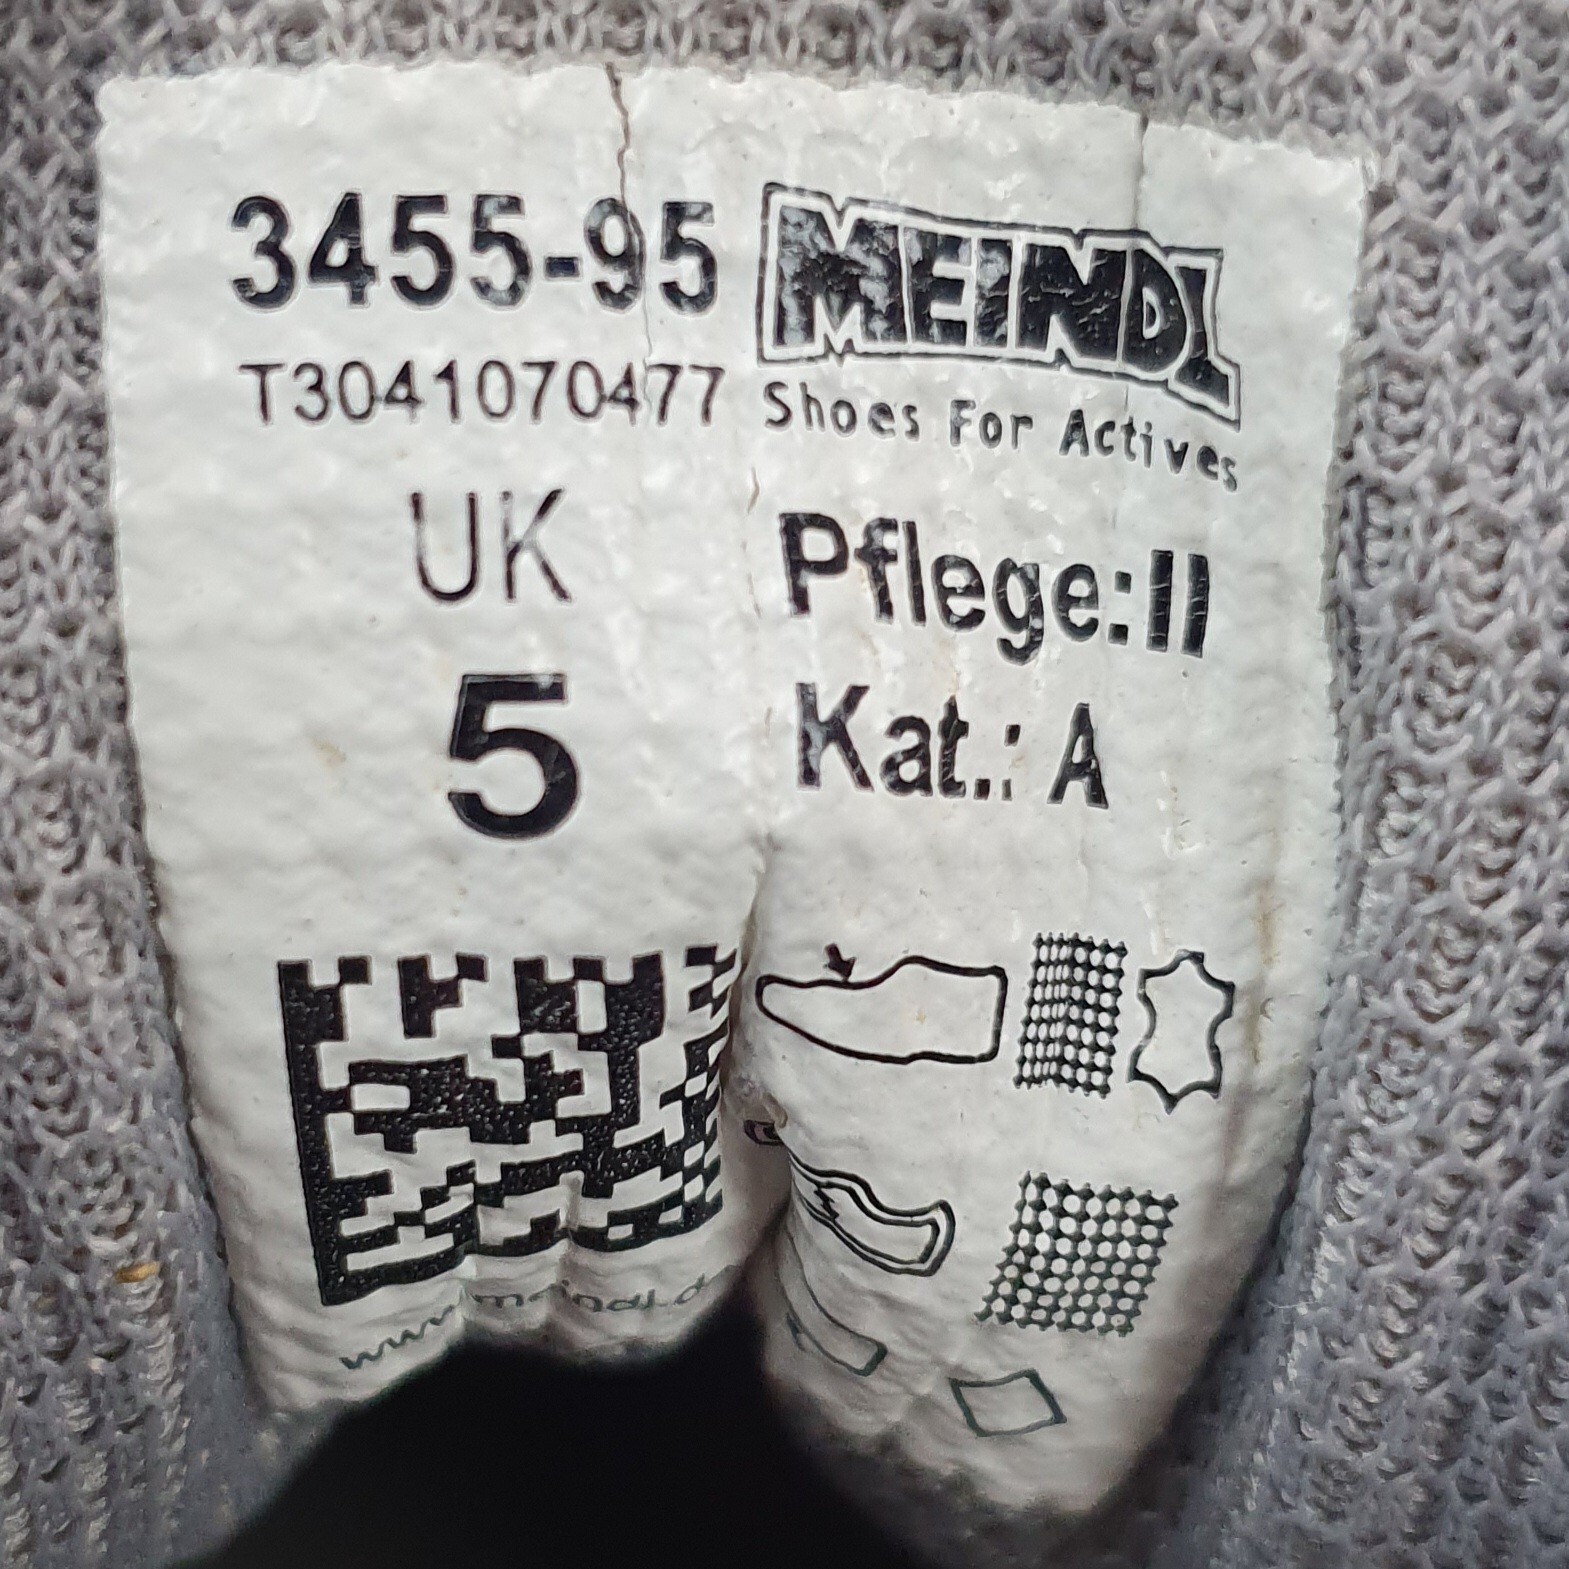 3455-95
T3041070477
UK
5
MEINDL
Shoes For Actives
Pflege:II
Kat.: A